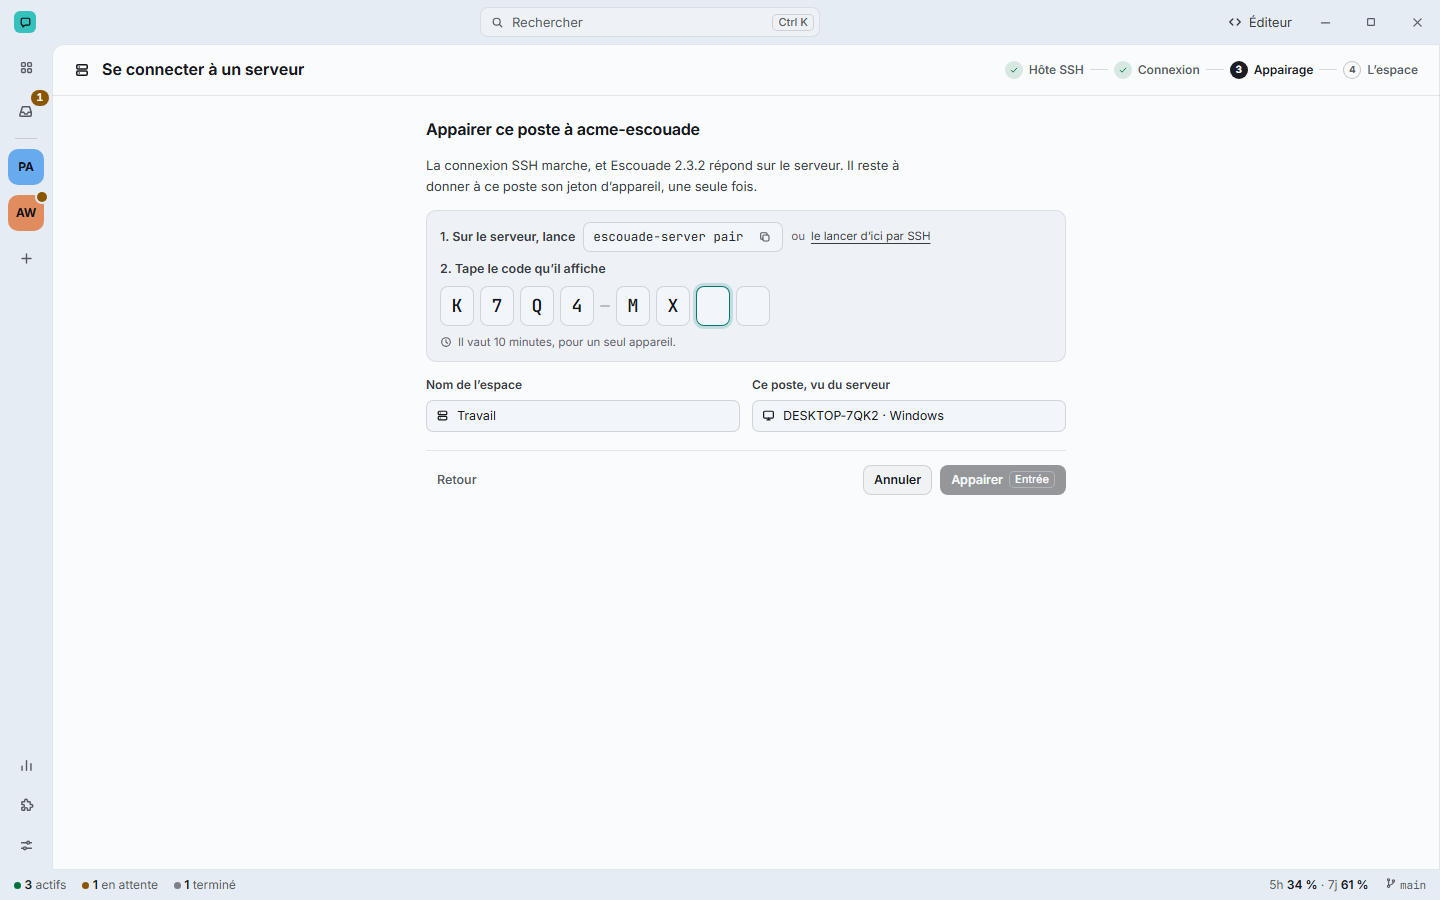 Rechercher
Ctrl K
Éditeur
Se connecter à un serveur
Hôte SSH
Connexion
3 Appairage
4 L’espace
1
PA
AW
Appairer ce poste à acme-escouade
La connexion SSH marche, et Escouade 2.3.2 répond sur le serveur. Il reste à
donner à ce poste son jeton d’appareil, une seule fois.
1. Sur le serveur, lance escouade-server pair ou le lancer d’ici par SSH
2. Tape le code qu’il affiche
K 7 Q 4 – M X
Il vaut 10 minutes, pour un seul appareil.
Nom de l’espace
Ce poste, vu du serveur
Travail
DESKTOP-7QK2 · Windows
Retour
Annuler
Appairer Entrée
3 actifs
1 en attente
1 terminé
5h 34 % · 7j 61 %
main